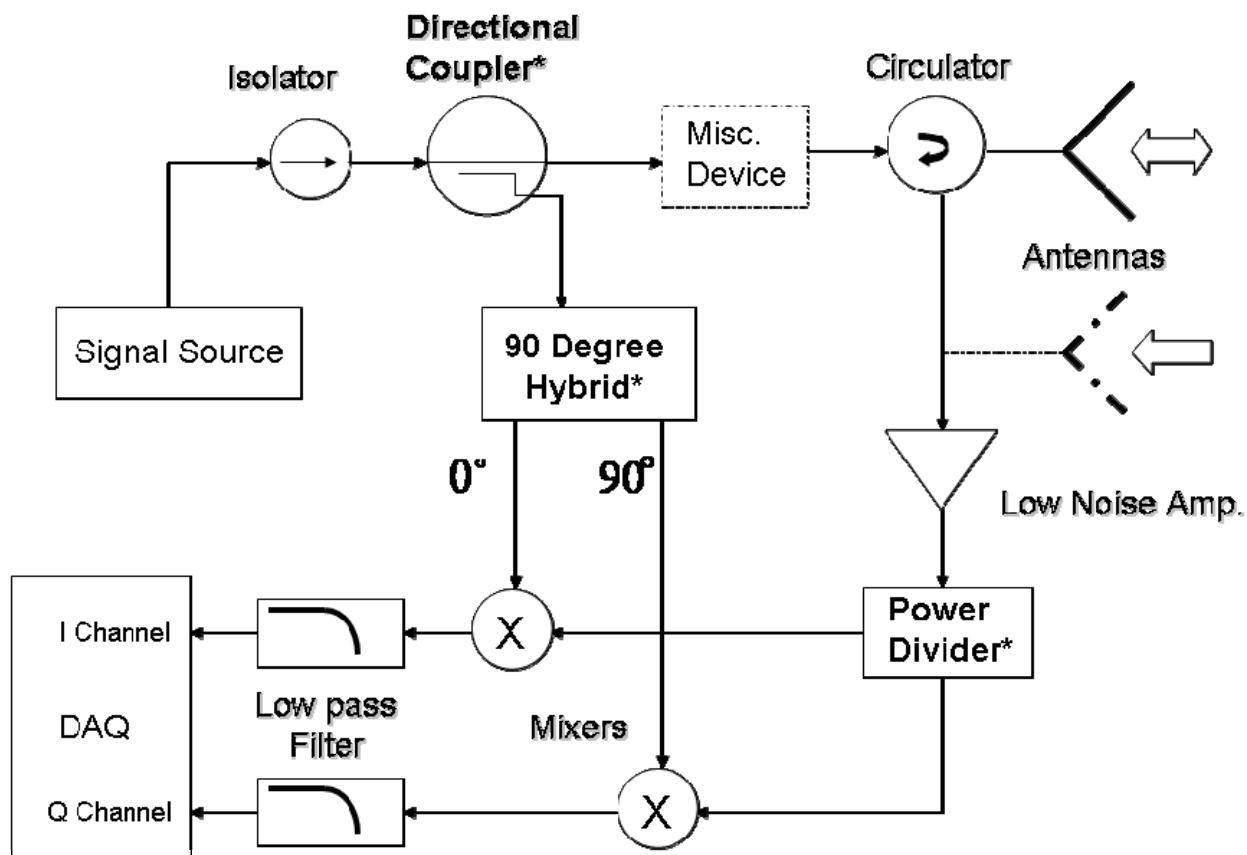 Directional
Coupler*
Isolator
Circulator
Misc.
Device
Antennas
Signal Source
90 Degree
Hybrid*
0°
90°
Low Noise Amp.
Power
Divider*
I Channel
X
Low pass
Filter
Mixers
DAQ
Q Channel
X